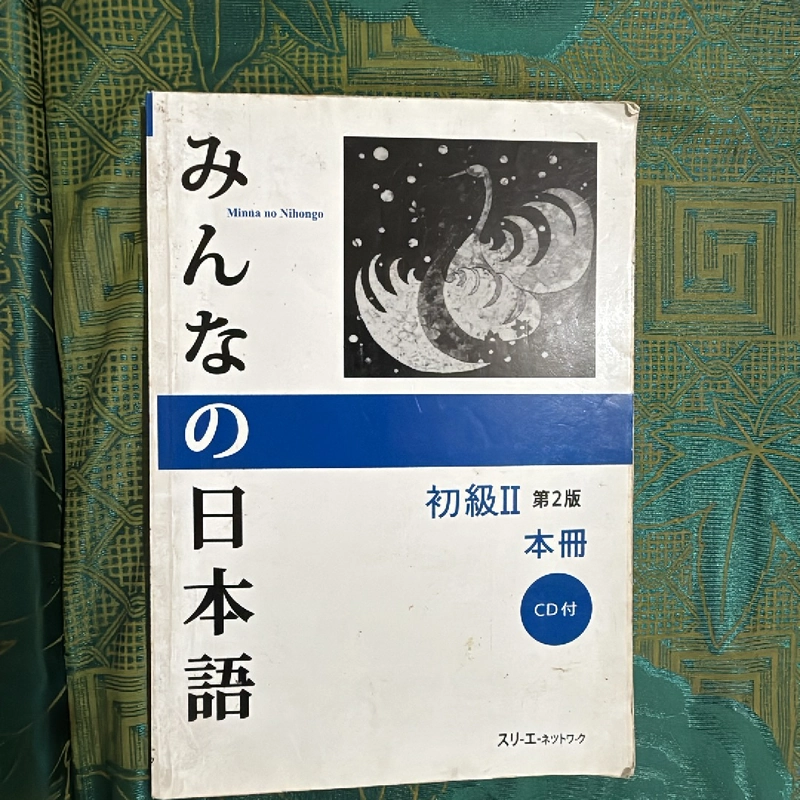 みんなの日本語
Minna no Nihongo
初級II 第2版
本冊
CD付
スリーエーネットワーク